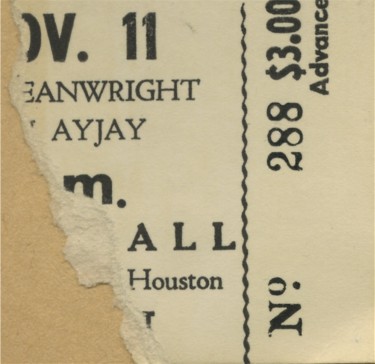 OV. 11
EANWRIGHT
AYJAY
m.
ALL
Houston
$3.00
Advance
No 288